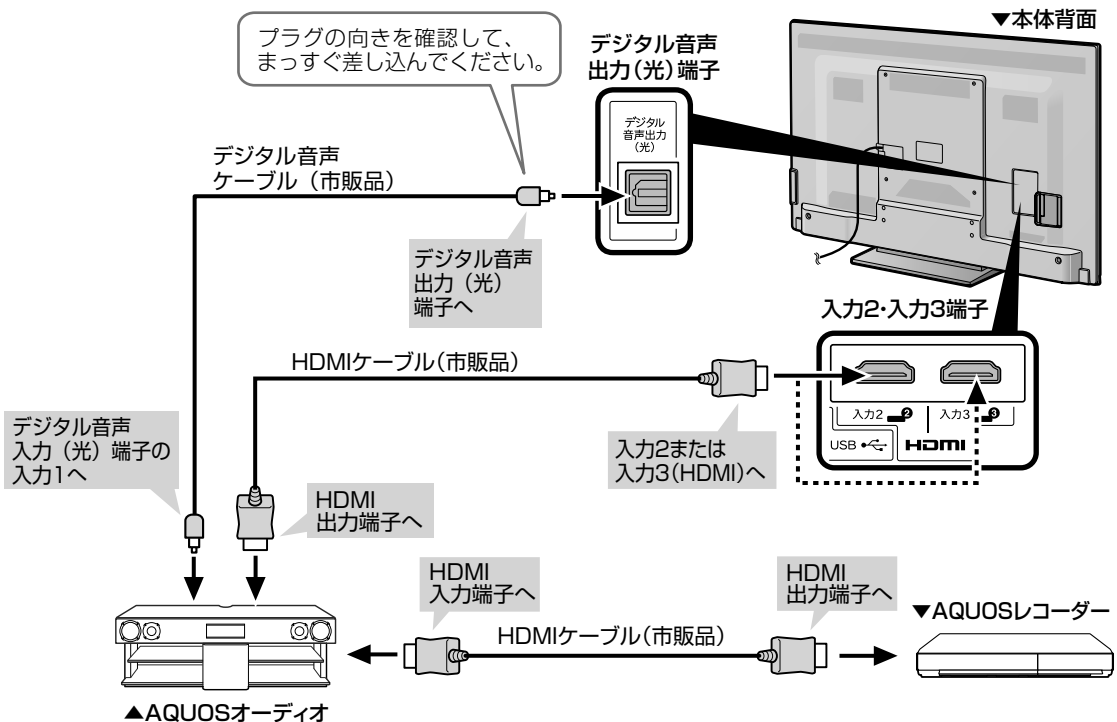 ▼本体背面
プラグの向きを確認して、
まっすぐ差し込んでください。
デジタル音声
出力(光)端子
デジタル
音声出力
(光)
デジタル音声
ケーブル（市販品）
デジタル音声
出力（光）
端子へ
入力2・入力3端子
HDMIケーブル(市販品)
入力2 2
入力3 3
USB HDMI
デジタル音声
入力（光）端子の
入力1へ
入力2または
入力3(HDMI)へ
HDMI
出力端子へ
HDMI
入力端子へ
HDMI
出力端子へ
HDMIケーブル(市販品)
▼AQUOSレコーダー
▲AQUOSオーディオ